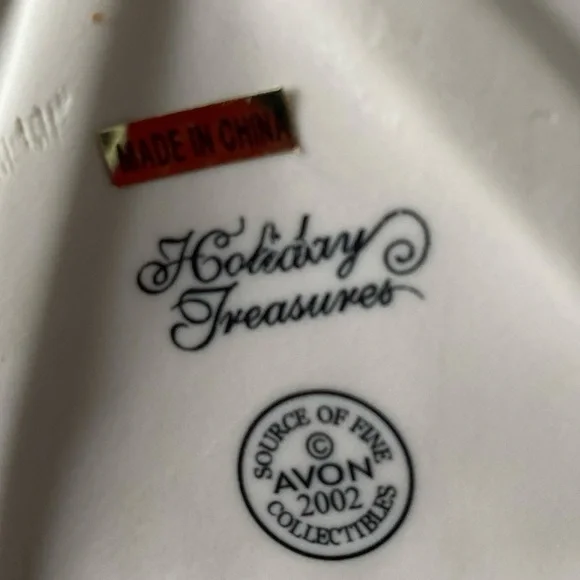 MADE IN CHINA
Holiday
Treasures
SOURCE OF FINE
©
AVON
2002
COLLECTIBLES